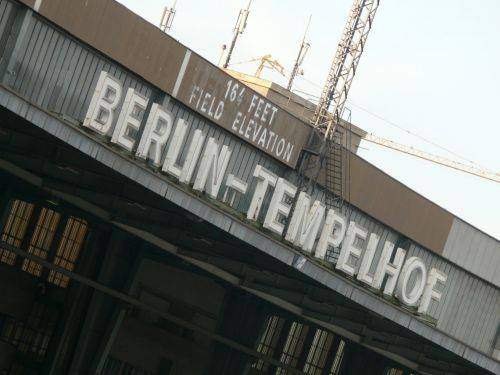 164 FEET
FIELD ELEVATION
BERLIN-TEMPELHOF